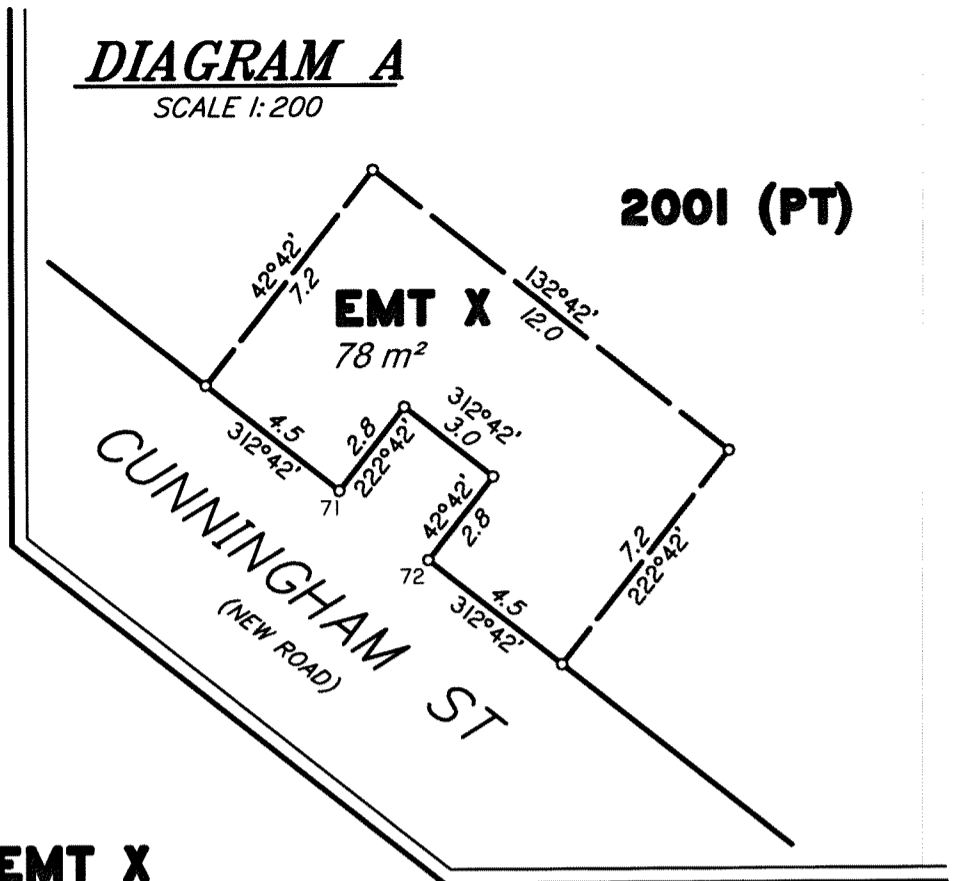 DIAGRAM A
SCALE 1:200
2001 (PT)
42°42'
7.2
132°42'
12.0
EMT X
78 m²
4.5
312°42'
2.8
222°42'
312°42'
3.0
42°42'
2.8
71
72
7.2
222°42'
4.5
312°42'
CUNNINGHAM ST
(NEW ROAD)
EMT X